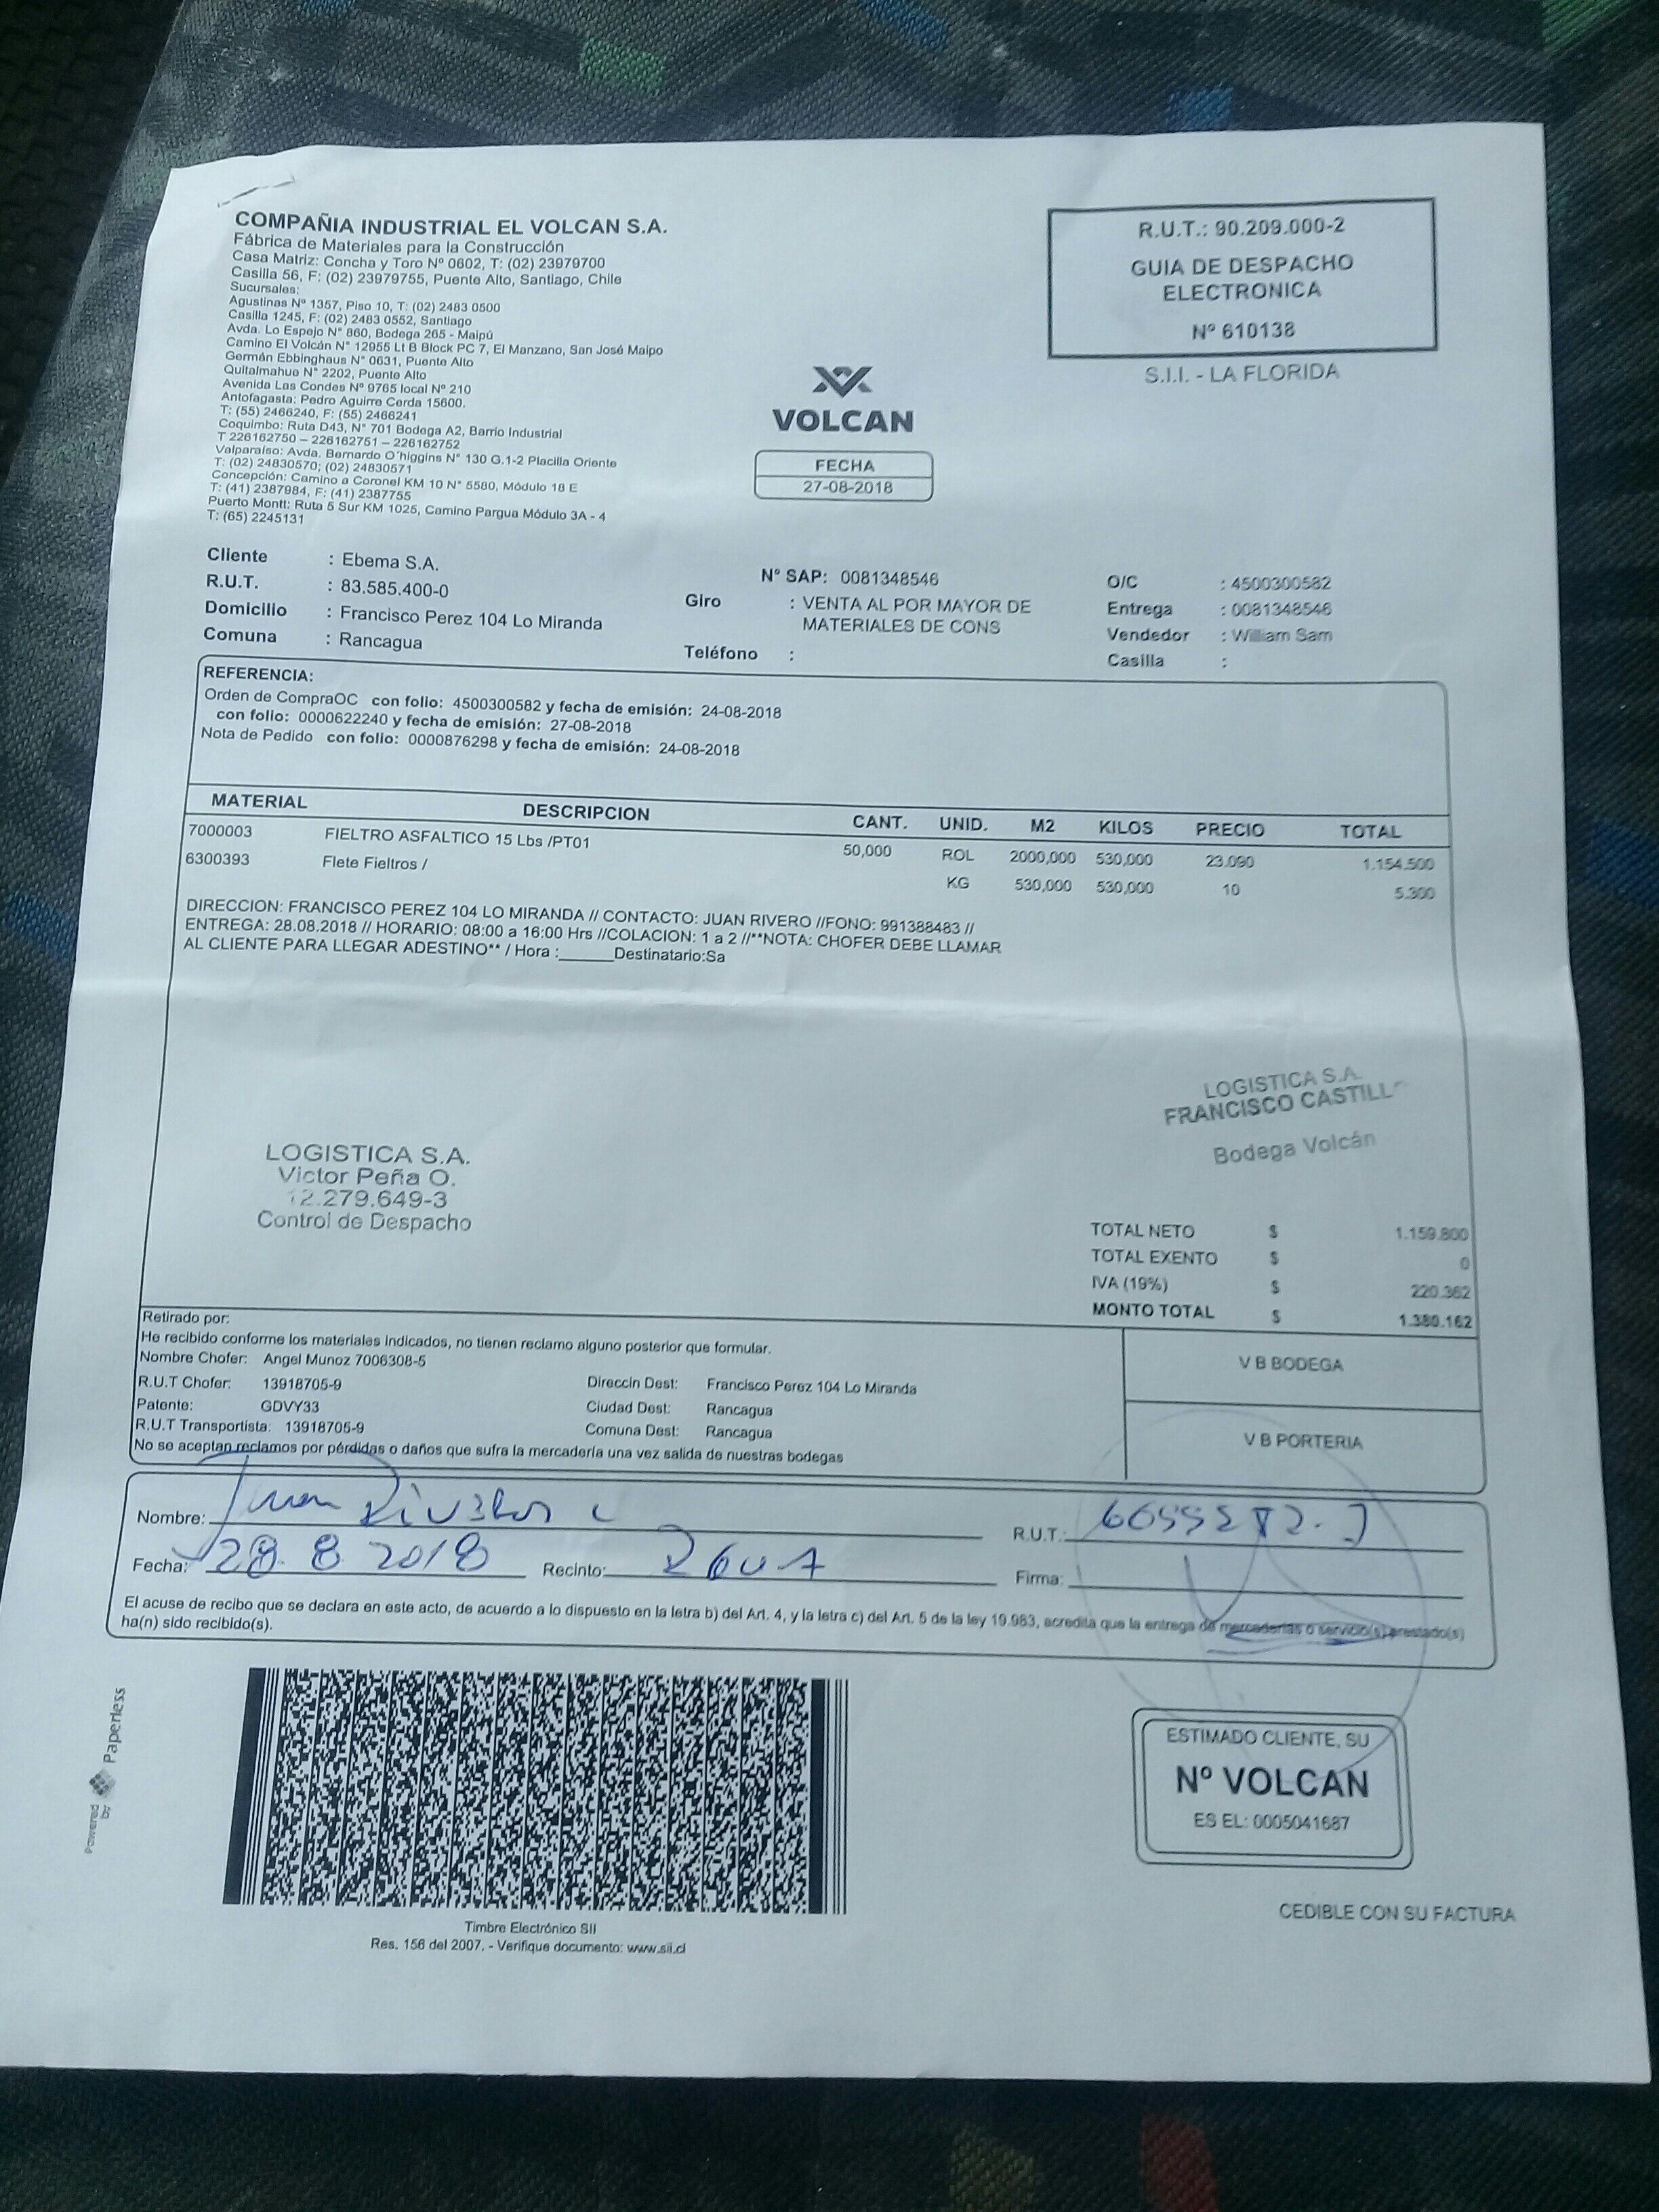 COMPAÑIA INDUSTRIAL EL VOLCAN S.A.
Fábrica de Materiales para la Construcción
Casa Matriz: Concha y Toro Nº 0602, T: (02) 23979700
Casilla 56, F: (02) 23979755, Puente Alto, Santiago, Chile
Sucursales:
Agustinas Nº 1357, Piso 10, T: (02) 2483 0500
Casilla 1245, F: (02) 2483 0552, Santiago
Avda. Lo Espejo N° 860, Bodega 265 - Maipú
Camino El Volcán N° 12955 Lt B Block PC 7, El Manzano, San José Maipo
Germán Ebbinghaus N° 0631, Puente Alto
Quitalmahue N° 2202, Puente Alto
Avenida Las Condes Nº 9765 local Nº 210
Antofagasta: Pedro Aguirre Cerda 15600.
T: (55) 2466240, F: (55) 2466241
Coquimbo: Ruta D43, N° 701 Bodega A2, Barrio Industrial
T 226162750 – 226162751 – 226162752
Valparaíso: Avda. Bernardo O´higgins N° 130 G.1-2 Placilla Oriente
T: (02) 24830570; (02) 24830571
Concepción: Camino a Coronel KM 10 N° 5580, Módulo 18 E
T: (41) 2387984, F: (41) 2387755
Puerto Montt: Ruta 5 Sur KM 1025, Camino Pargua Módulo 3A - 4
T: (65) 2245131
VOLCAN
FECHA
27-08-2018
R.U.T.: 90.209.000-2
GUIA DE DESPACHO
ELECTRONICA
Nº 610138
S.I.I. - LA FLORIDA
Cliente : Ebema S.A.
R.U.T. : 83.585.400-0
Domicilio : Francisco Perez 104 Lo Miranda
Comuna : Rancagua
N° SAP: 0081348546
Giro : VENTA AL POR MAYOR DE
MATERIALES DE CONS
Teléfono :
O/C : 4500300582
Entrega : 0081348546
Vendedor : William Sam
Casilla :
REFERENCIA:
Orden de CompraOC con folio: 4500300582 y fecha de emisión: 24-08-2018
con folio: 0000622240 y fecha de emisión: 27-08-2018
Nota de Pedido con folio: 0000876298 y fecha de emisión: 24-08-2018
MATERIAL DESCRIPCION CANT. UNID. M2 KILOS PRECIO TOTAL
7000003 FIELTRO ASFALTICO 15 Lbs /PT01 50,000 ROL 2000,000 530,000 23.090 1.154.500
6300393 Flete Fieltros / KG 530,000 530,000 10 5.300
DIRECCION: FRANCISCO PEREZ 104 LO MIRANDA // CONTACTO: JUAN RIVERO //FONO: 991388483 //
ENTREGA: 28.08.2018 // HORARIO: 08:00 a 16:00 Hrs //COLACION: 1 a 2 //**NOTA: CHOFER DEBE LLAMAR
AL CLIENTE PARA LLEGAR ADESTINO** / Hora :______Destinatario:Sa
LOGISTICA S.A.
FRANCISCO CASTILL
Bodega Volcán
LOGISTICA S.A.
Victor Peña O.
12.279.649-3
Control de Despacho
TOTAL NETO $ 1.159.800
TOTAL EXENTO $ 0
IVA (19%) $ 220.362
MONTO TOTAL $ 1.380.162
Retirado por:
He recibido conforme los materiales indicados, no tienen reclamo alguno posterior que formular.
Nombre Chofer: Angel Munoz 7006308-5
R.U.T Chofer: 13918705-9 Direccin Dest: Francisco Perez 104 Lo Miranda
Patente: GDVY33 Ciudad Dest: Rancagua
R.U.T Transportista: 13918705-9 Comuna Dest: Rancagua
No se aceptan reclamos por pérdidas o daños que sufra la mercadería una vez salida de nuestras bodegas
V B BODEGA
V B PORTERIA
Nombre: Juan R.U.T.:
Fecha: 28. 8 2018 Recinto: Firma:
El acuse de recibo que se declara en este acto, de acuerdo a lo dispuesto en la letra b) del Art. 4, y la letra c) del Art. 5 de la ley 19.983, acredita que la entrega de mercaderías o servicio(s) prestado(s)
ha(n) sido recibido(s).
Powered by Paperless
Timbre Electrónico SII
Res. 156 del 2007. - Verifique documento: www.sii.cl
ESTIMADO CLIENTE, SU
Nº VOLCAN
ES EL: 0005041687
CEDIBLE CON SU FACTURA